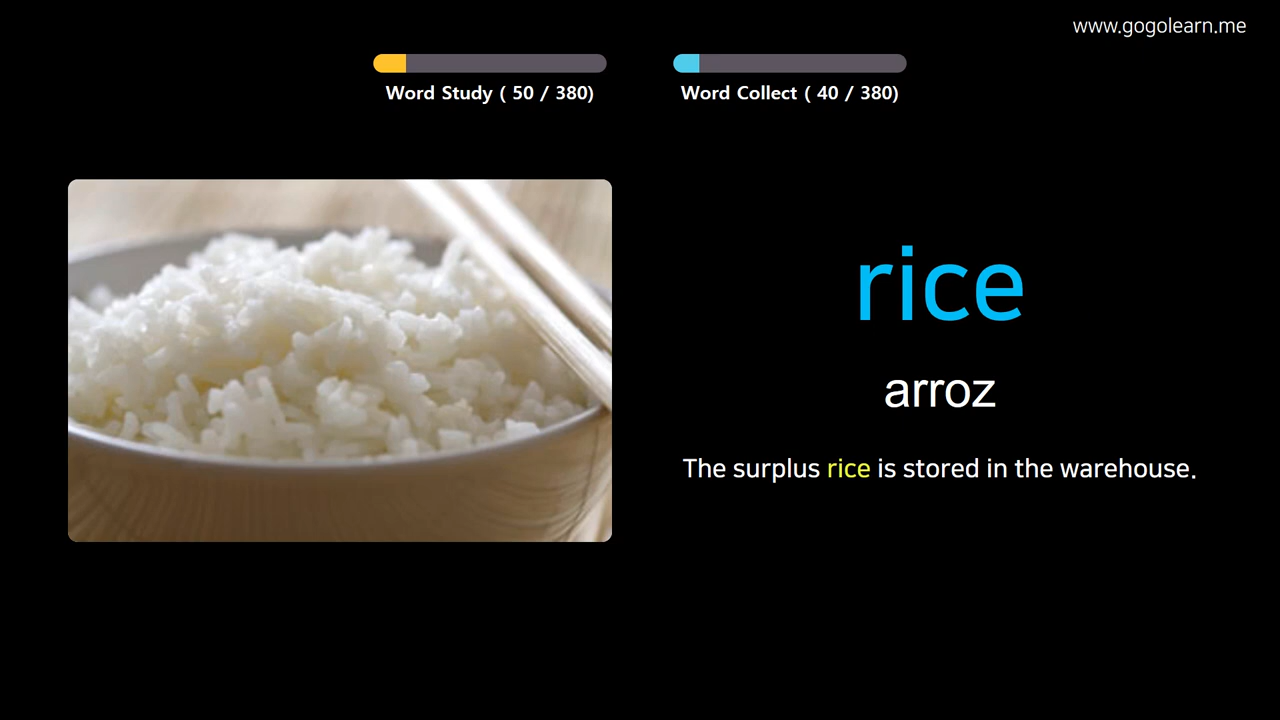 www.gogolearn.me
Word Study ( 50 / 380)
Word Collect ( 40 / 380)
rice
arroz
The surplus rice is stored in the warehouse.